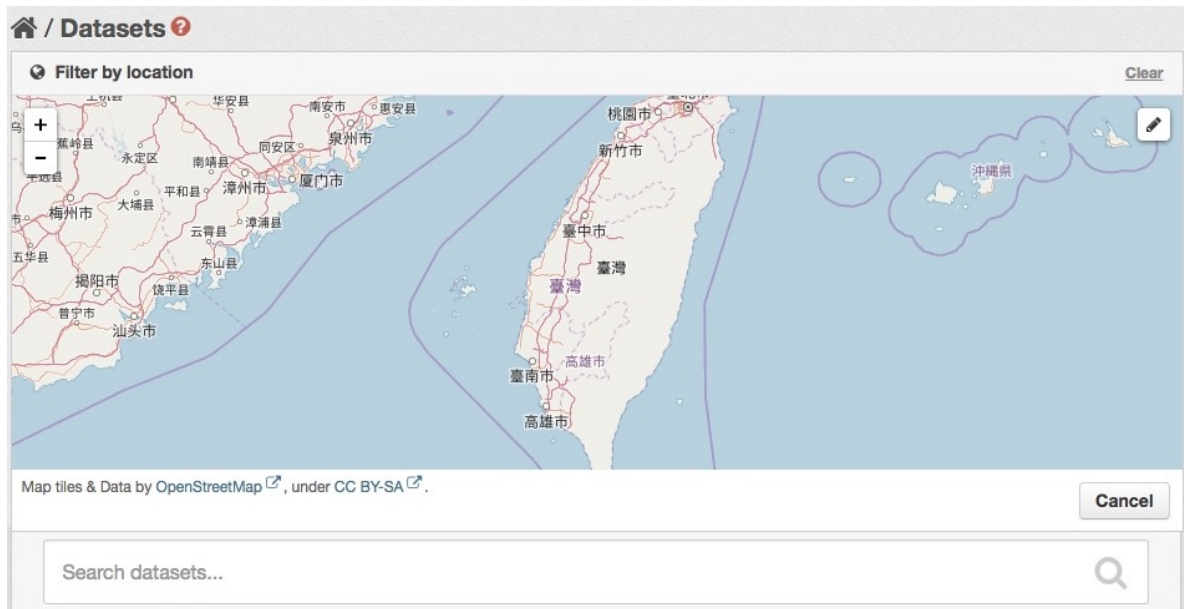 / Datasets ?
Filter by location
Clear
华安县
南安市
惠安县
桃園市
+
蕉岭县
永定区
同安区
泉州市
新竹市
-
平远县
南靖县
沖縄県
梅州市
大埔县
平和县
漳州市
厦门市
云霄县
漳浦县
臺中市
五华县
东山县
臺灣
揭阳市
饶平县
臺灣
普宁市
汕头市
高雄市
臺南市
高雄市
Map tiles & Data by OpenStreetMap , under CC BY-SA .
Cancel
Search datasets...